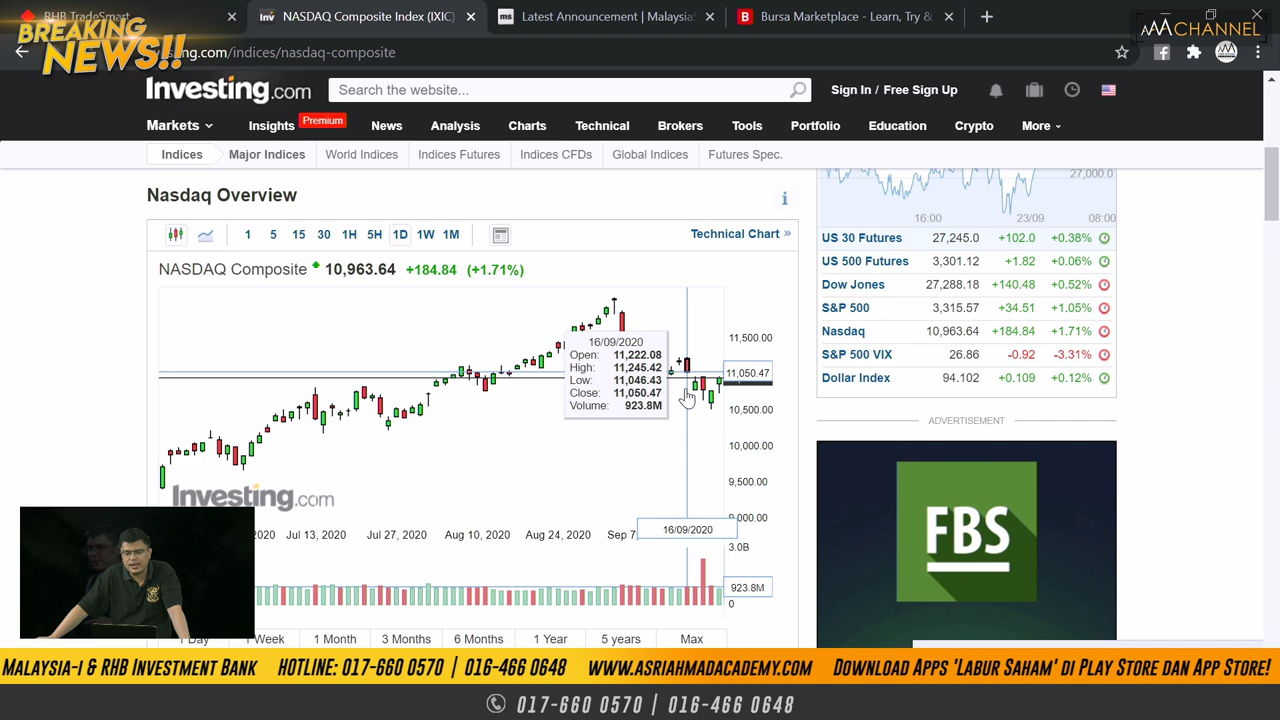 BREAKING
NEWS!!
RHB TradeSmart
NASDAQ Composite Index (IXIC)
ms Latest Announcement | Malaysia
B Bursa Marketplace - Learn, Try &
AAACHANNEL
ng.com/indices/nasdaq-composite
Investing.com
Search the website...
Sign In / Free Sign Up
Markets Insights Premium News Analysis Charts Technical Brokers Tools Portfolio Education Crypto More
Indices Major Indices World Indices Indices Futures Indices CFDs Global Indices Futures Spec.
Nasdaq Overview
1 5 15 30 1H 5H 1D 1W 1M
Technical Chart »
NASDAQ Composite 10,963.64 +184.84 (+1.71%)
16/09/2020
Open: 11,222.08
High: 11,245.42
Low: 11,046.43
Close: 11,050.47
Volume: 923.8M
11,500.00
11,050.47
10,500.00
10,000.00
9,500.00
9,000.00
Investing.com
2020 Jul 13, 2020 Jul 27, 2020 Aug 10, 2020 Aug 24, 2020 Sep 7
16/09/2020
3.0B
923.8M
0
1 Day 1 Week 1 Month 3 Months 6 Months 1 Year 5 years Max
27,000.0
16:00 23/09 08:00
US 30 Futures 27,245.0 +102.0 +0.38%
US 500 Futures 3,301.12 +1.82 +0.06%
Dow Jones 27,288.18 +140.48 +0.52%
S&P 500 3,315.57 +34.51 +1.05%
Nasdaq 10,963.64 +184.84 +1.71%
S&P 500 VIX 26.86 -0.92 -3.31%
Dollar Index 94.102 +0.109 +0.12%
ADVERTISEMENT
FBS
MALAYSIA-I & RHB INVESTMENT BANK HOTLINE: 017-660 0570 | 016-466 0648 WWW.ASRIAHMADACADEMY.COM DOWNLOAD APPS 'LABUR SAHAM' DI PLAY STORE DAN APP STORE!
017-660 0570 | 016-466 0648